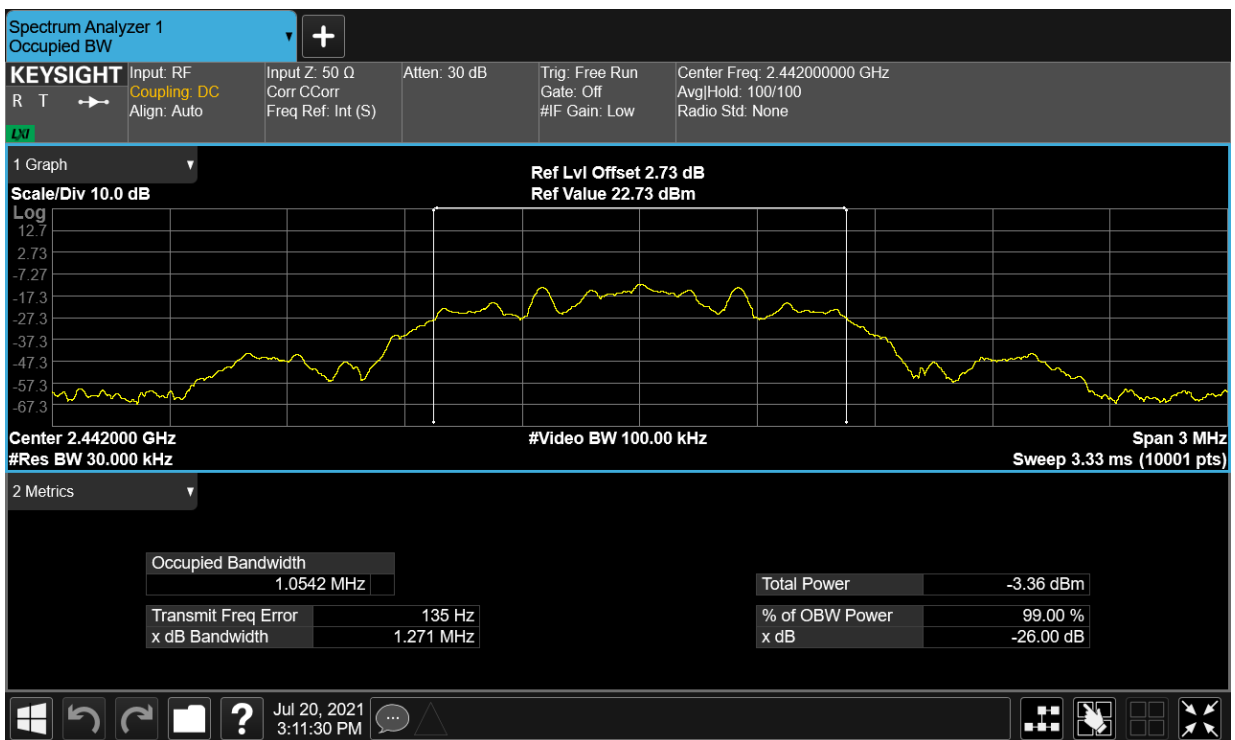 Spectrum Analyzer 1
Occupied BW
KEYSIGHT
R T
LXI
Input: RF
Coupling: DC
Align: Auto
Input Z: 50 Ω
Corr CCorr
Freq Ref: Int (S)
Atten: 30 dB
Trig: Free Run
Gate: Off
#IF Gain: Low
Center Freq: 2.442000000 GHz
Avg|Hold: 100/100
Radio Std: None
1 Graph
Scale/Div 10.0 dB
Ref Lvl Offset 2.73 dB
Ref Value 22.73 dBm
Log
12.7
2.73
-7.27
-17.3
-27.3
-37.3
-47.3
-57.3
-67.3
Center 2.442000 GHz
#Video BW 100.00 kHz
Span 3 MHz
#Res BW 30.000 kHz
Sweep 3.33 ms (10001 pts)
2 Metrics
Occupied Bandwidth
1.0542 MHz
Total Power -3.36 dBm
Transmit Freq Error 135 Hz
% of OBW Power 99.00 %
x dB Bandwidth 1.271 MHz
x dB -26.00 dB
?
Jul 20, 2021
3:11:30 PM